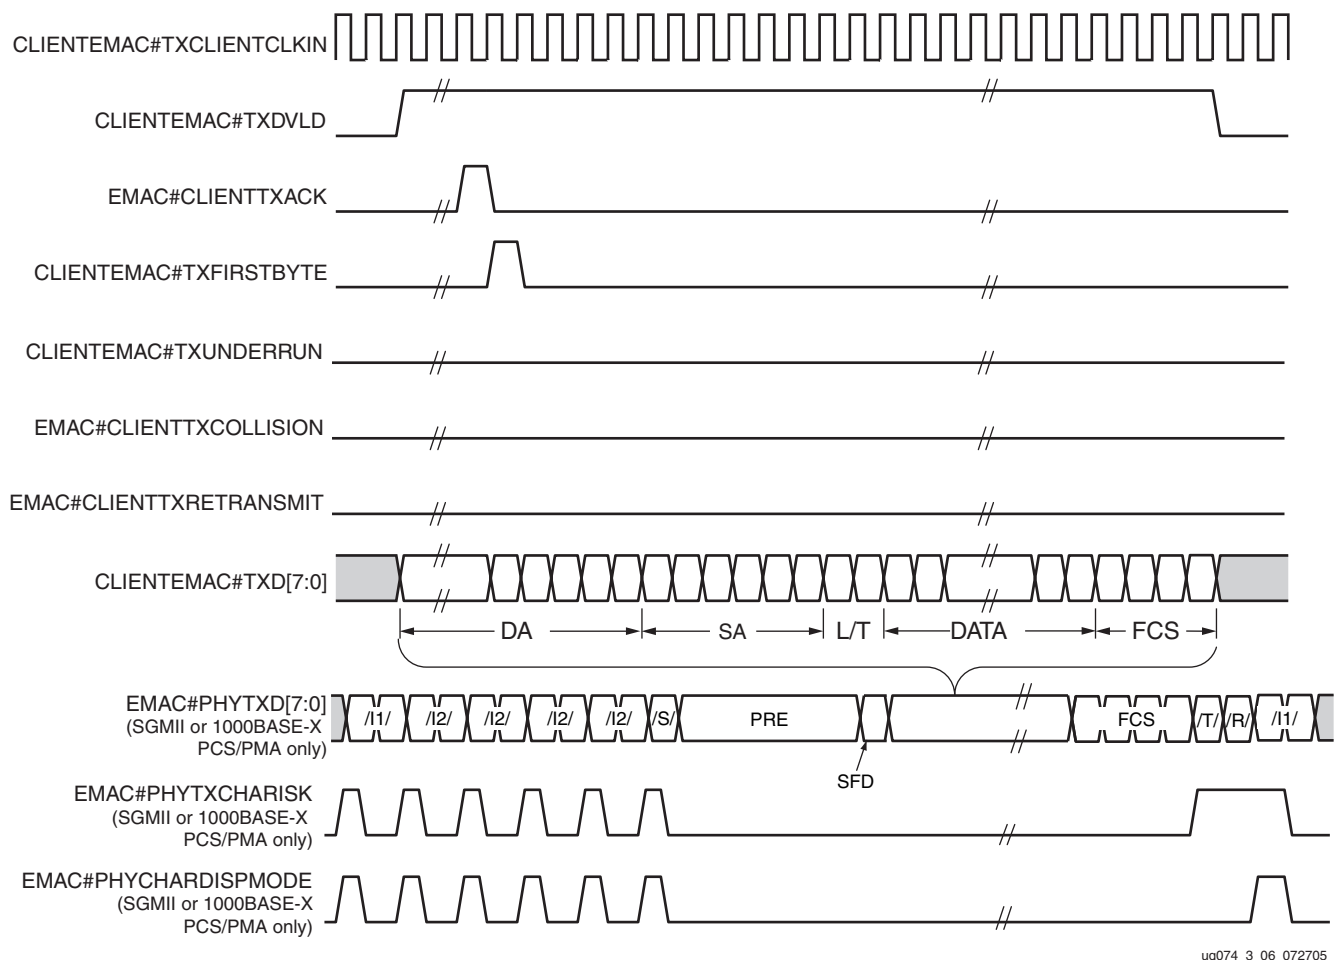 CLIENTEMAC#TXCLIENTCLKIN
CLIENTEMAC#TXDVLD
EMAC#CLIENTTXACK
CLIENTEMAC#TXFIRSTBYTE
CLIENTEMAC#TXUNDERRUN
EMAC#CLIENTTXCOLLISION
EMAC#CLIENTTXRETRANSMIT
CLIENTEMAC#TXD[7:0]
DA SA L/T DATA FCS
EMAC#PHYTXD[7:0]
(SGMII or 1000BASE-X
PCS/PMA only)
/I1/ /I2/ /I2/ /I2/ /I2/ /S/ PRE FCS /T/ /R/ /I1/
SFD
EMAC#PHYTXCHARISK
(SGMII or 1000BASE-X
PCS/PMA only)
EMAC#PHYCHARDISPMODE
(SGMII or 1000BASE-X
PCS/PMA only)
ug074_3_06_072705